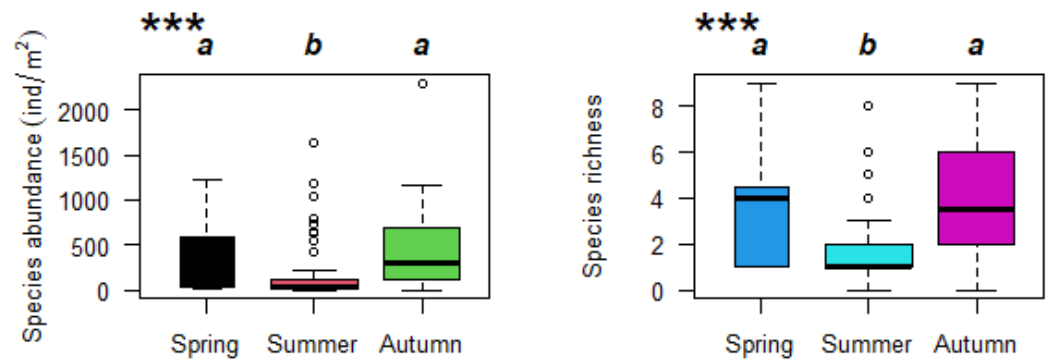 ***
a b a
Species abundance (ind/m²)
2000
1500
1000
500
0
Spring Summer Autumn
***
a b a
Species richness
8
6
4
2
0
Spring Summer Autumn